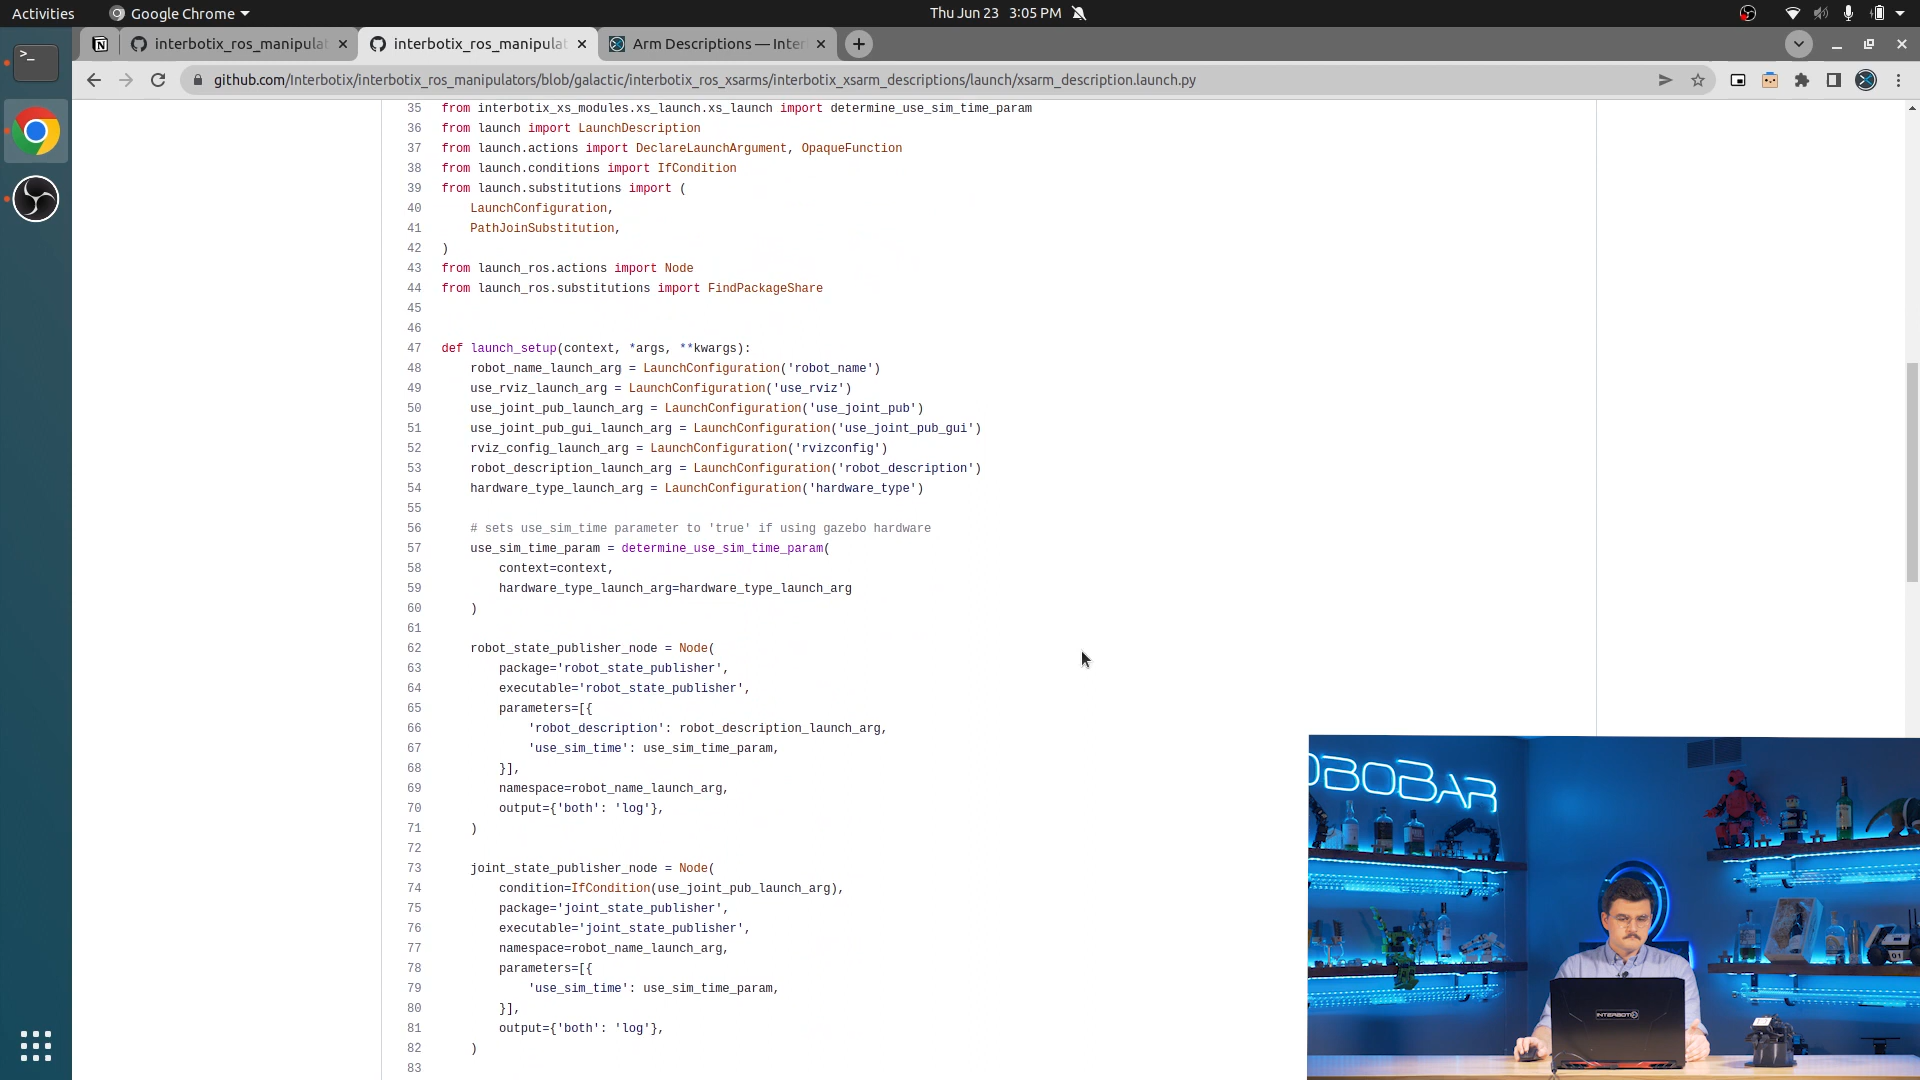 Activities
Google Chrome
Thu Jun 23 3:05 PM
interbotix_ros_manipulat
interbotix_ros_manipulat
Arm Descriptions — Inter
github.com/Interbotix/interbotix_ros_manipulators/blob/galactic/interbotix_ros_xsarms/interbotix_xsarm_descriptions/launch/xsarm_description.launch.py
35 from interbotix_xs_modules.xs_launch.xs_launch import determine_use_sim_time_param
36 from launch import LaunchDescription
37 from launch.actions import DeclareLaunchArgument, OpaqueFunction
38 from launch.conditions import IfCondition
39 from launch.substitutions import (
40 LaunchConfiguration,
41 PathJoinSubstitution,
42 )
43 from launch_ros.actions import Node
44 from launch_ros.substitutions import FindPackageShare
45
46
47 def launch_setup(context, *args, **kwargs):
48 robot_name_launch_arg = LaunchConfiguration('robot_name')
49 use_rviz_launch_arg = LaunchConfiguration('use_rviz')
50 use_joint_pub_launch_arg = LaunchConfiguration('use_joint_pub')
51 use_joint_pub_gui_launch_arg = LaunchConfiguration('use_joint_pub_gui')
52 rviz_config_launch_arg = LaunchConfiguration('rvizconfig')
53 robot_description_launch_arg = LaunchConfiguration('robot_description')
54 hardware_type_launch_arg = LaunchConfiguration('hardware_type')
55
56 # sets use_sim_time parameter to 'true' if using gazebo hardware
57 use_sim_time_param = determine_use_sim_time_param(
58 context=context,
59 hardware_type_launch_arg=hardware_type_launch_arg
60 )
61
62 robot_state_publisher_node = Node(
63 package='robot_state_publisher',
64 executable='robot_state_publisher',
65 parameters=[{
66 'robot_description': robot_description_launch_arg,
67 'use_sim_time': use_sim_time_param,
68 }],
69 namespace=robot_name_launch_arg,
70 output={'both': 'log'},
71 )
72
73 joint_state_publisher_node = Node(
74 condition=IfCondition(use_joint_pub_launch_arg),
75 package='joint_state_publisher',
76 executable='joint_state_publisher',
77 namespace=robot_name_launch_arg,
78 parameters=[{
79 'use_sim_time': use_sim_time_param,
80 }],
81 output={'both': 'log'},
82 )
83
OBOBAR
INTERBOTIX
01